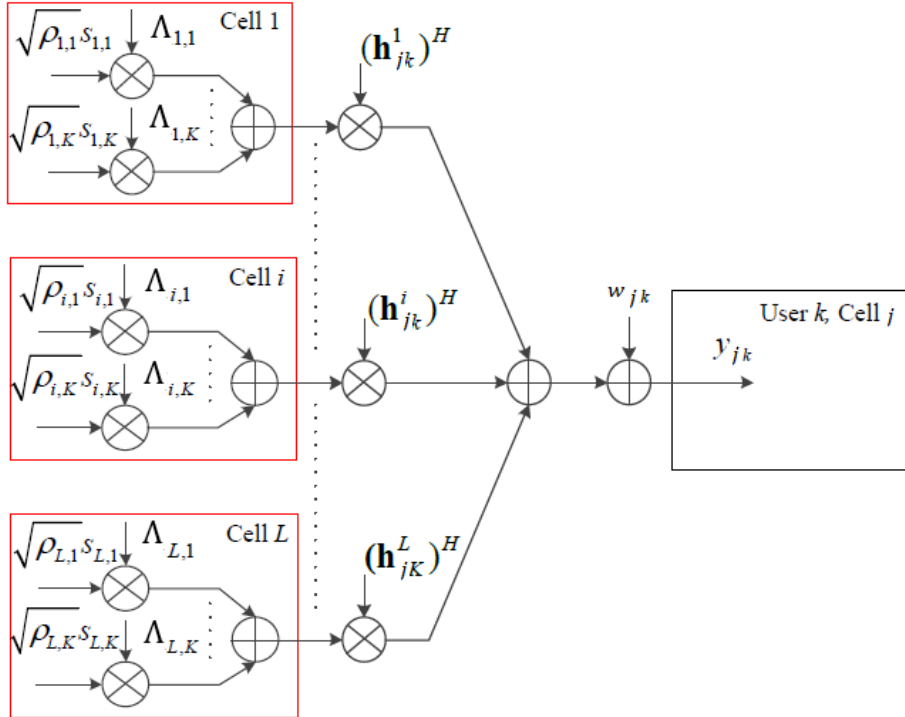 √ρ₁,₁ s₁,₁ Λ₁,₁ Cell 1
√ρ₁,K s₁,K Λ₁,K
(h¹jk)ᴴ
√ρi,1 si,1 Λi,1 Cell i
√ρi,K si,K Λi,K
(hⁱjk)ᴴ
wjk
User k, Cell j
yjk
√ρL,1 sL,1 ΛL,1 Cell L
√ρL,K sL,K ΛL,K
(hᴸjK)ᴴ